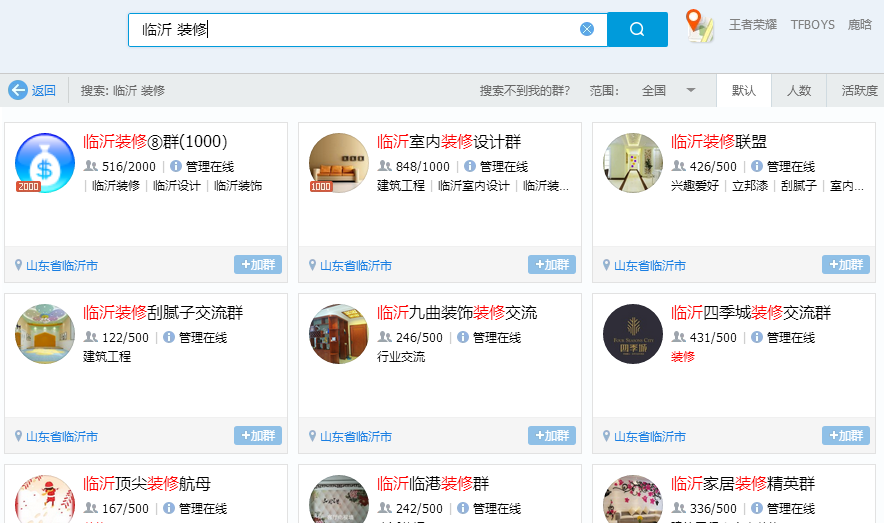 临沂 装修
王者荣耀 TFBOYS 鹿晗
返回 搜索: 临沂 装修 搜索不到我的群? 范围: 全国 默认 人数 活跃度
临沂装修⑧群(1000)
516/2000 | 管理在线
| 临沂装修 | 临沂设计 | 临沂装饰
2000
山东省临沂市 +加群
临沂室内装修设计群
848/1000 | 管理在线
建筑工程 | 临沂室内设计 | 临沂装...
1000
山东省临沂市 +加群
临沂装修联盟
426/500 | 管理在线
兴趣爱好 | 立邦漆 | 刮腻子 | 室内...
山东省临沂市 +加群
临沂装修刮腻子交流群
122/500 | 管理在线
建筑工程
山东省临沂市 +加群
临沂九曲装饰装修交流
246/500 | 管理在线
行业交流
山东省临沂市 +加群
临沂四季城装修交流群
431/500 | 管理在线
装修
四季城
山东省临沂市 +加群
临沂顶尖装修航母
167/500 | 管理在线
临沂临港装修群
242/500 | 管理在线
临沂家居装修精英群
336/500 | 管理在线